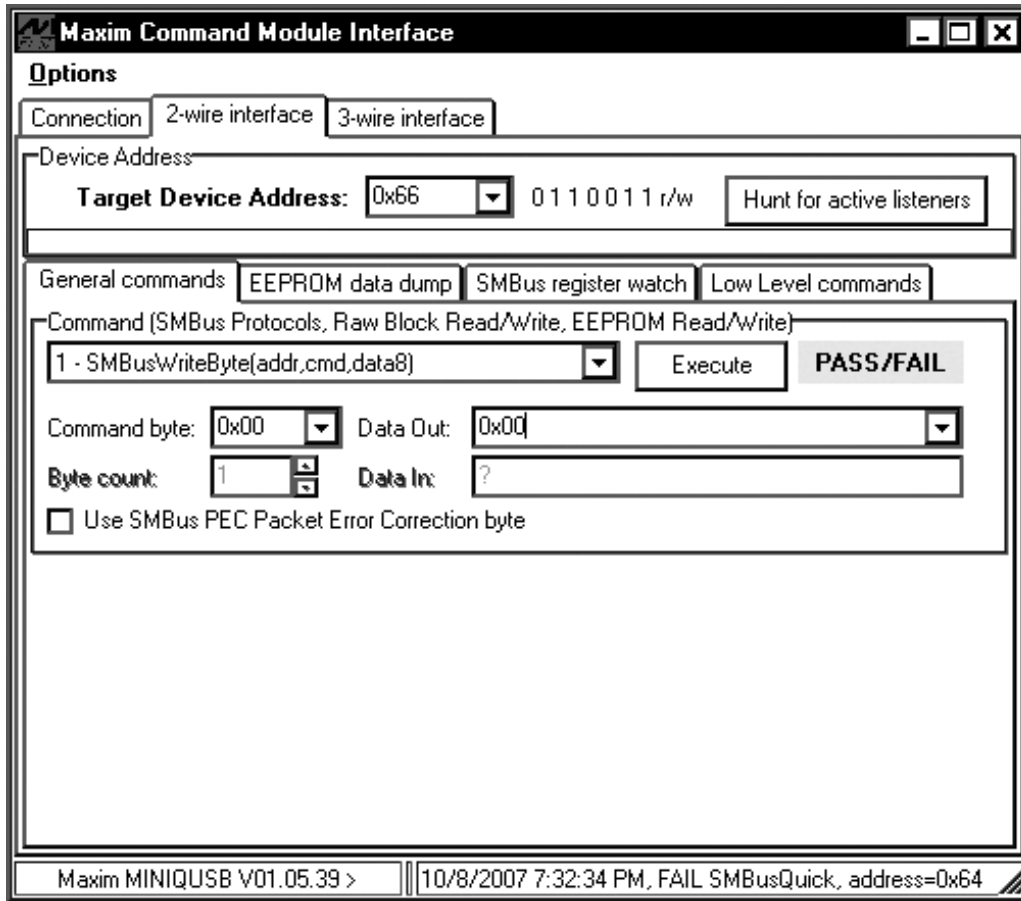 Maxim Command Module Interface
Options
Connection 2-wire interface 3-wire interface
Device Address
Target Device Address: 0x66 0 1 1 0 0 1 1 r/w Hunt for active listeners
General commands EEPROM data dump SMBus register watch Low Level commands
Command (SMBus Protocols, Raw Block Read/Write, EEPROM Read/Write)
1 - SMBusWriteByte(addr,cmd,data8) Execute PASS/FAIL
Command byte: 0x00 Data Out: 0x00
Byte count: 1 Data In: ?
Use SMBus PEC Packet Error Correction byte
Maxim MINIQUSB V01.05.39 > 10/8/2007 7:32:34 PM, FAIL SMBusQuick, address=0x64